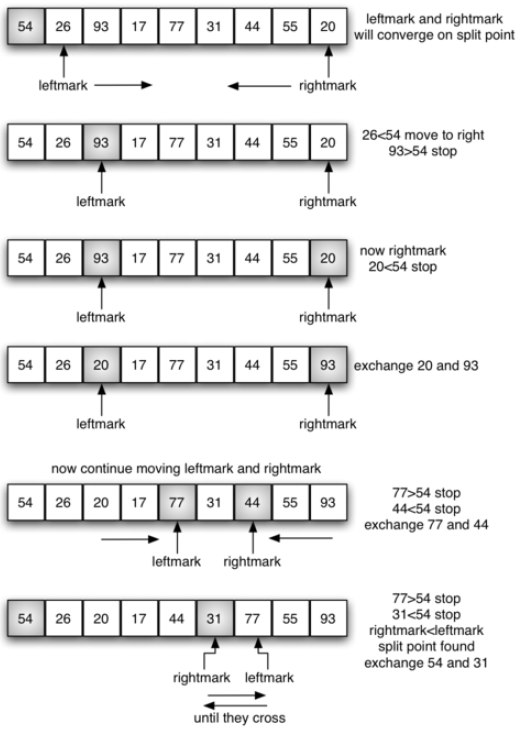 54 26 93 17 77 31 44 55 20
leftmark and rightmark
will converge on split point
leftmark
rightmark
54 26 93 17 77 31 44 55 20
26<54 move to right
93>54 stop
leftmark
rightmark
54 26 93 17 77 31 44 55 20
now rightmark
20<54 stop
leftmark
rightmark
54 26 20 17 77 31 44 55 93
exchange 20 and 93
leftmark
rightmark
now continue moving leftmark and rightmark
54 26 20 17 77 31 44 55 93
77>54 stop
44<54 stop
exchange 77 and 44
leftmark
rightmark
54 26 20 17 44 31 77 55 93
77>54 stop
31<54 stop
rightmark<leftmark
split point found
exchange 54 and 31
rightmark
leftmark
until they cross